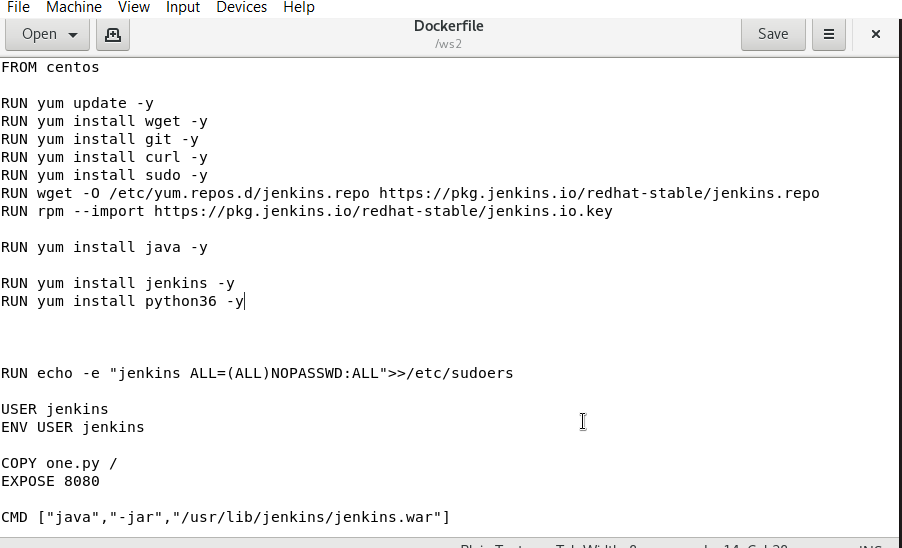 File Machine View Input Devices Help
Open Dockerfile Save
/ws2
FROM centos
RUN yum update -y
RUN yum install wget -y
RUN yum install git -y
RUN yum install curl -y
RUN yum install sudo -y
RUN wget -O /etc/yum.repos.d/jenkins.repo https://pkg.jenkins.io/redhat-stable/jenkins.repo
RUN rpm --import https://pkg.jenkins.io/redhat-stable/jenkins.io.key
RUN yum install java -y
RUN yum install jenkins -y
RUN yum install python36 -y
RUN echo -e "jenkins ALL=(ALL)NOPASSWD:ALL">>/etc/sudoers
USER jenkins
ENV USER jenkins
COPY one.py /
EXPOSE 8080
CMD ["java","-jar","/usr/lib/jenkins/jenkins.war"]